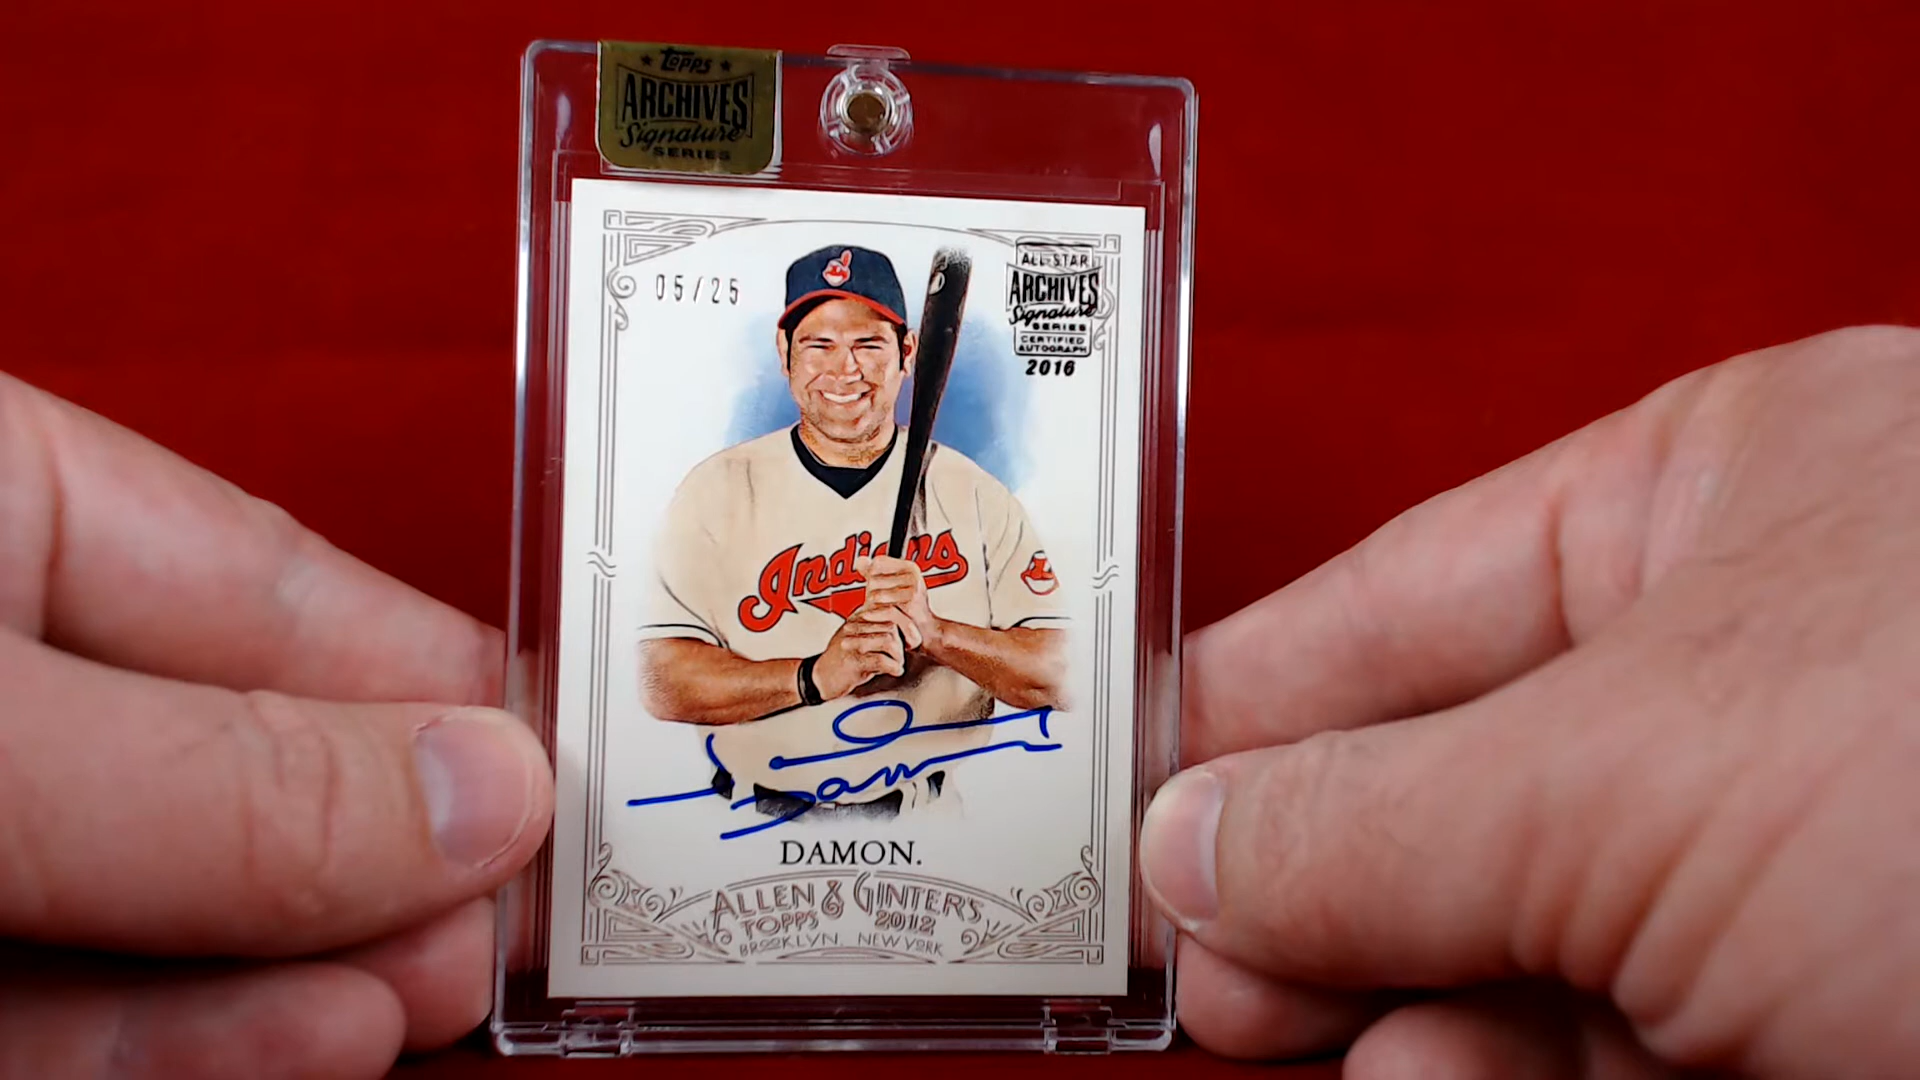 Topps
ARCHIVES
Signature
SERIES
05/25
ALL-STAR
ARCHIVES
Signature
SERIES
CERTIFIED
AUTOGRAPH
2016
Indians
DAMON.
ALLEN & GINTER'S
TOPPS 2012
BROOKLYN, NEW YORK